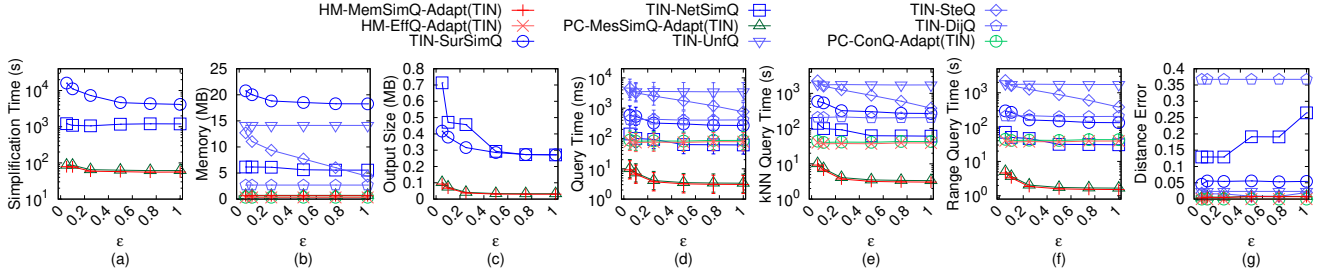 HM-MemSimQ-Adapt(TIN)
HM-EffQ-Adapt(TIN)
TIN-SurSimQ
TIN-NetSimQ
PC-MesSimQ-Adapt(TIN)
TIN-UnfQ
TIN-SteQ
TIN-DijQ
PC-ConQ-Adapt(TIN)
Simplification Time (s)
10^4
10^3
10^2
10^1
0 0.2 0.4 0.6 0.8 1
ε
(a)
Memory (MB)
25
20
15
10
5
0
0 0.2 0.4 0.6 0.8 1
ε
(b)
Output Size (MB)
0.8
0.7
0.6
0.5
0.4
0.3
0.2
0.1
0
0 0.2 0.4 0.6 0.8 1
ε
(c)
Query Time (ms)
10^4
10^3
10^2
10^1
10^0
0 0.2 0.4 0.6 0.8 1
ε
(d)
kNN Query Time (s)
10^3
10^2
10^1
10^0
0 0.2 0.4 0.6 0.8 1
ε
(e)
Range Query Time (s)
10^3
10^2
10^1
10^0
0 0.2 0.4 0.6 0.8 1
ε
(f)
Distance Error
0.4
0.35
0.3
0.25
0.2
0.15
0.1
0.05
0
0 0.2 0.4 0.6 0.8 1
ε
(g)